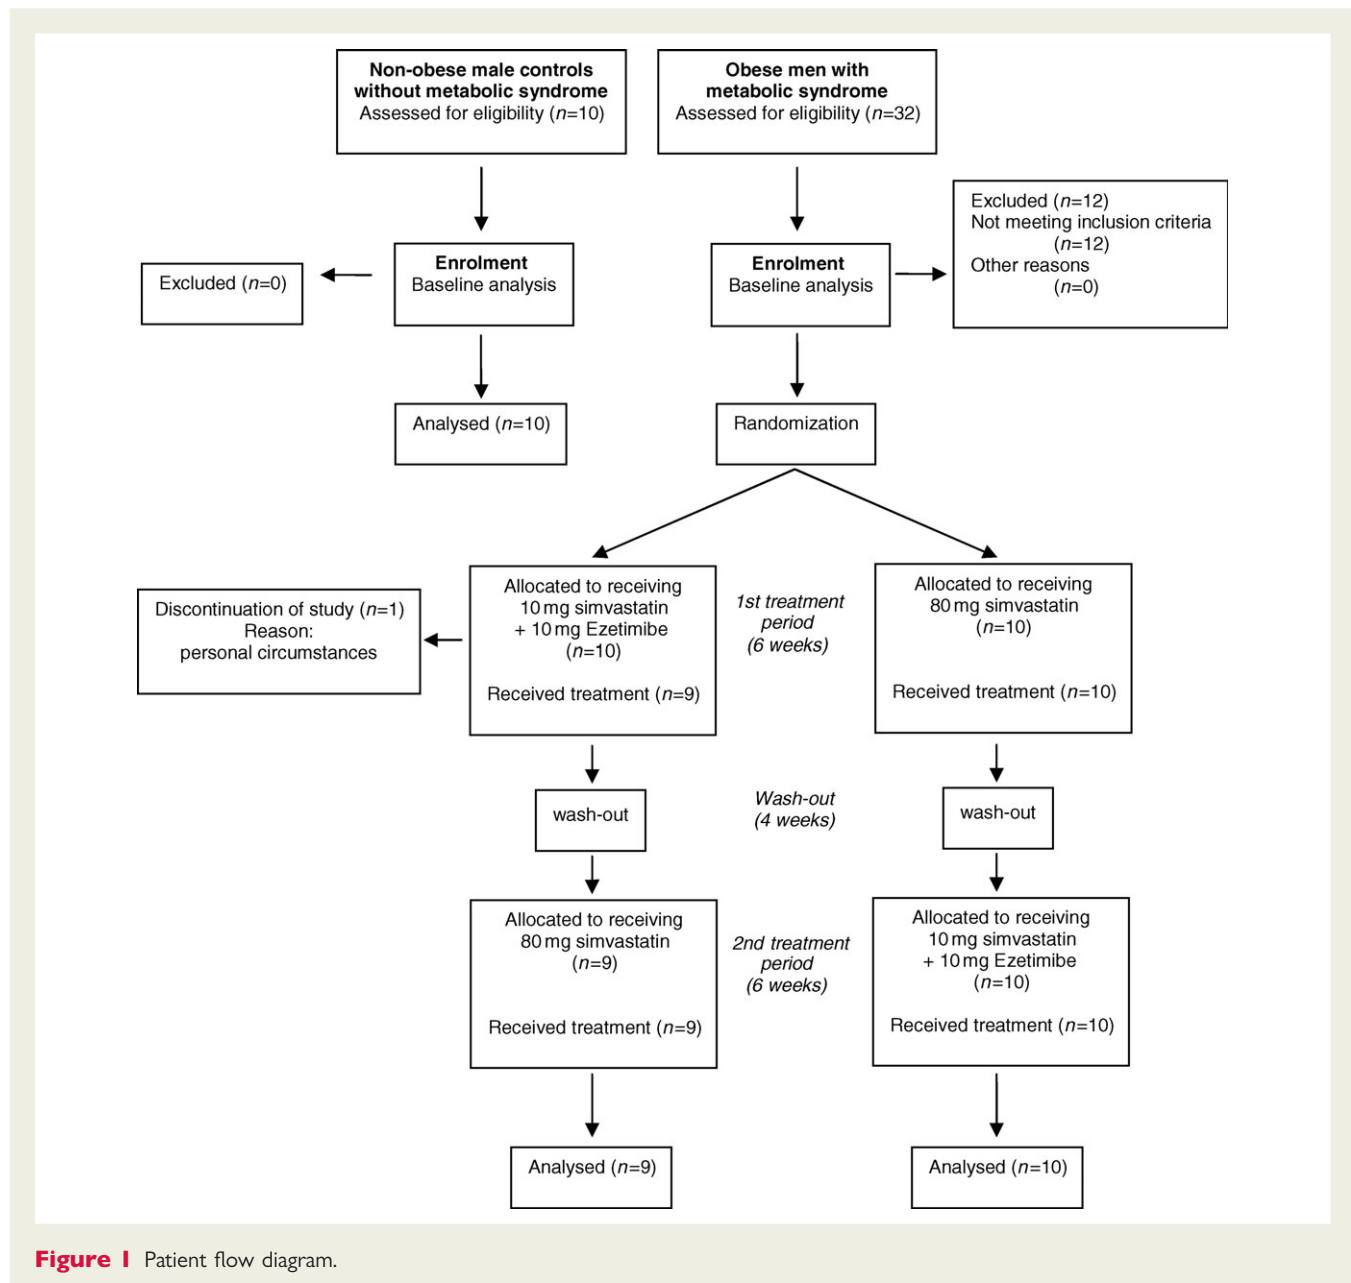 Non-obese male controls
without metabolic syndrome
Assessed for eligibility (n=10)
Obese men with
metabolic syndrome
Assessed for eligibility (n=32)
Excluded (n=12)
Not meeting inclusion criteria
(n=12)
Other reasons
(n=0)
Excluded (n=0)
Enrolment
Baseline analysis
Enrolment
Baseline analysis
Analysed (n=10)
Randomization
Discontinuation of study (n=1)
Reason:
personal circumstances
Allocated to receiving
10 mg simvastatin
+ 10 mg Ezetimibe
(n=10)
Received treatment (n=9)
1st treatment
period
(6 weeks)
Allocated to receiving
80 mg simvastatin
(n=10)
Received treatment (n=10)
wash-out
Wash-out
(4 weeks)
wash-out
Allocated to receiving
80 mg simvastatin
(n=9)
Received treatment (n=9)
2nd treatment
period
(6 weeks)
Allocated to receiving
10 mg simvastatin
+ 10 mg Ezetimibe
(n=10)
Received treatment (n=10)
Analysed (n=9)
Analysed (n=10)
Figure 1 Patient flow diagram.